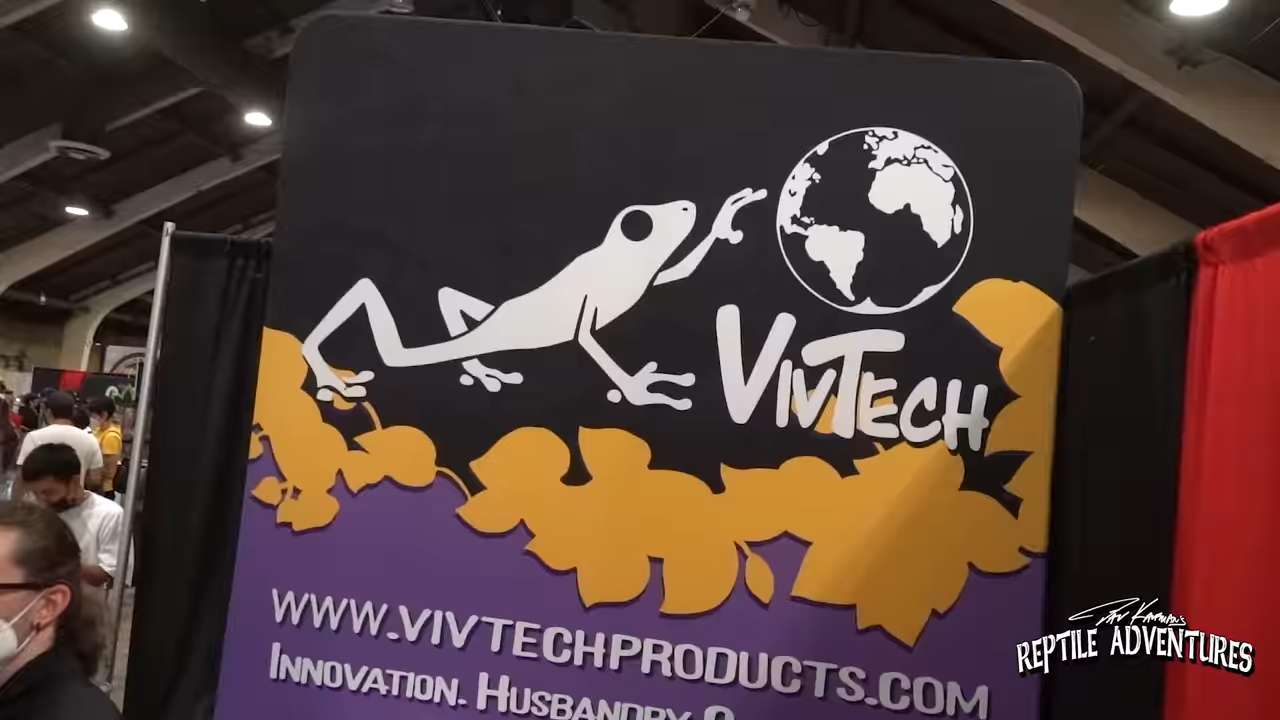 VIVTECH
WWW.VIVTECHPRODUCTS.COM
INNOVATION. HUSBANDRY
REPTILE ADVENTURES